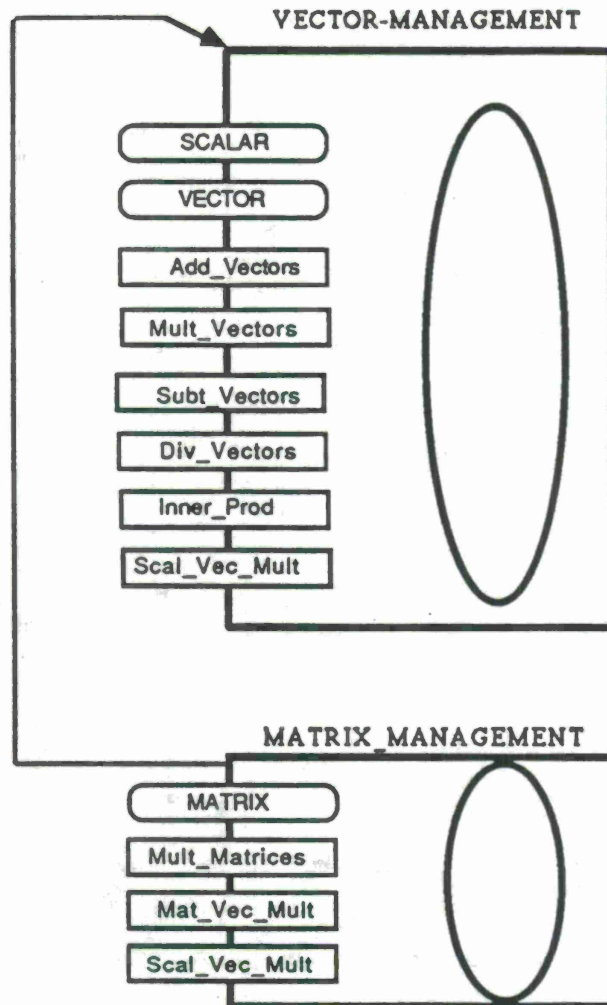 VECTOR-MANAGEMENT
SCALAR
VECTOR
Add_Vectors
Mult_Vectors
Subt_Vectors
Div_Vectors
Inner_Prod
Scal_Vec_Mult
MATRIX_MANAGEMENT
MATRIX
Mult_Matrices
Mat_Vec_Mult
Scal_Vec_Mult